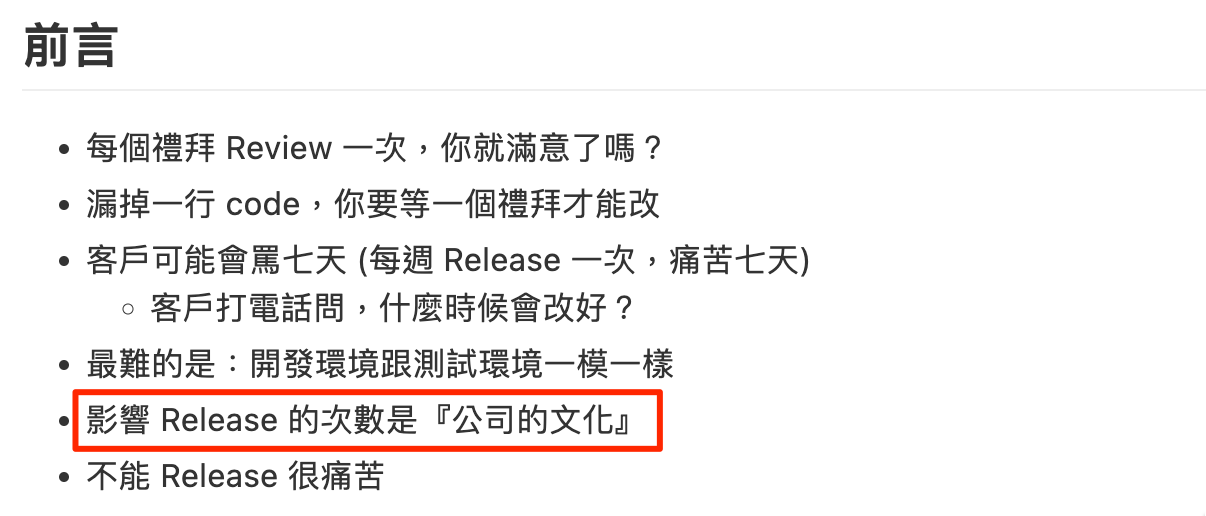 前言
每個禮拜 Review 一次，你就滿意了嗎？
漏掉一行 code，你要等一個禮拜才能改
客戶可能會罵七天 (每週 Release 一次，痛苦七天)
客戶打電話問，什麼時候會改好？
最難的是：開發環境跟測試環境一模一樣
影響 Release 的次數是『公司的文化』
不能 Release 很痛苦